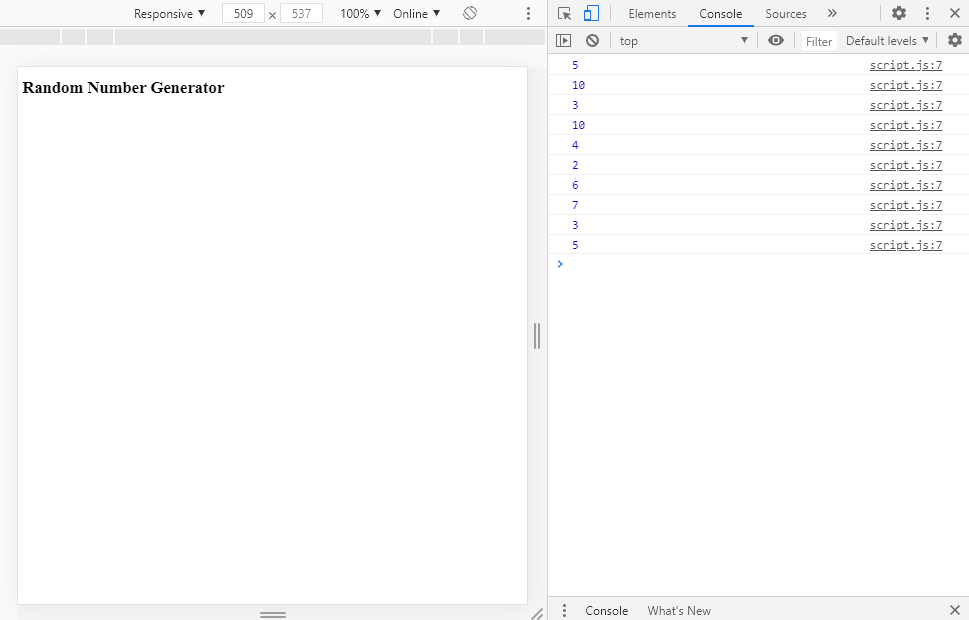 Responsive ▼ 509 × 537 100% ▼ Online ▼
Random Number Generator
Elements Console Sources »
top ▼ Filter Default levels ▼
5 script.js:7
10 script.js:7
3 script.js:7
10 script.js:7
4 script.js:7
2 script.js:7
6 script.js:7
7 script.js:7
3 script.js:7
5 script.js:7
Console What's New